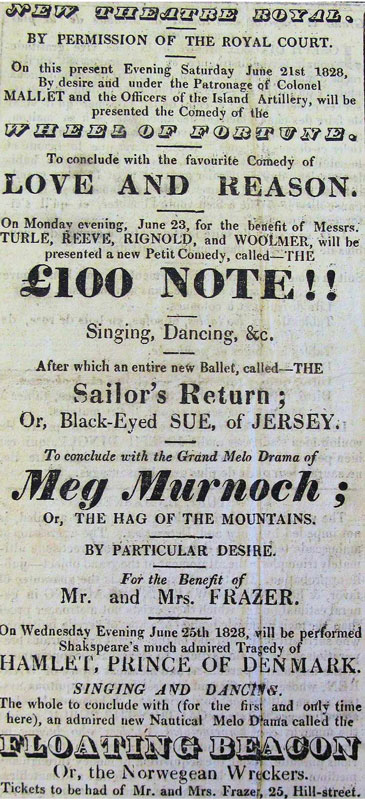 NEW THEATRE ROYAL.
BY PERMISSION OF THE ROYAL COURT.
On this present Evening Saturday June 21st 1828,
By desire and under the Patronage of Colonel
MALLET and the Officers of the Island Artillery, will be
presented the Comedy of the
WHEEL OF FORTUNE.
To conclude with the favourite Comedy of
LOVE AND REASON.
On Monday evening, June 23, for the benefit of Messrs.
TURLE, REEVE, RIGNOLD, and WOOLMER, will be
presented a new Petit Comedy, called—THE
£100 NOTE!!
Singing, Dancing, &c.
After which an entire new Ballet, called—THE
Sailor's Return;
Or, Black-Eyed SUE, of JERSEY.
To conclude with the Grand Melo Drama of
Meg Murnoch;
Or, THE HAG OF THE MOUNTAINS.
BY PARTICULAR DESIRE.
For the Benefit of
Mr. and Mrs. FRAZER.
On Wednesday Evening June 25th 1828, will be performed
Shakspeare's much admired Tragedy of
HAMLET, PRINCE OF DENMARK.
SINGING AND DANCING.
The whole to conclude with (for the first and only time
here), an admired new Nautical Melo Drama called the
FLOATING BEACON
Or, the Norwegian Wreckers.
Tickets to be had of Mr. and Mrs. Frazer, 25, Hill-street.